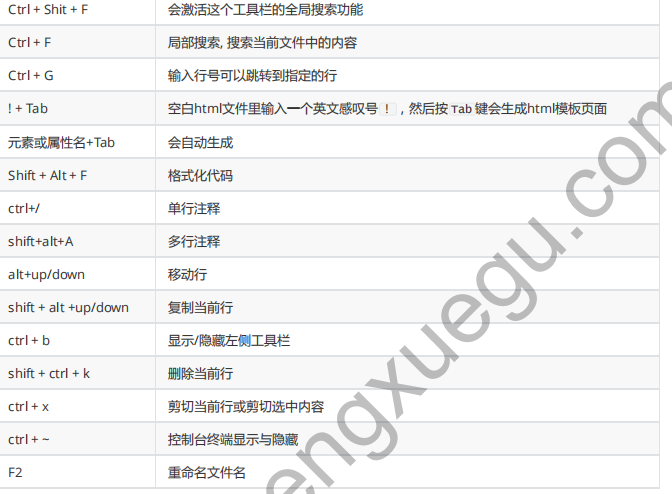 Ctrl + Shit + F 会激活这个工具栏的全局搜索功能
Ctrl + F 局部搜索, 搜索当前文件中的内容
Ctrl + G 输入行号可以跳转到指定的行
! + Tab 空白html文件里输入一个英文感叹号 ! , 然后按 Tab 键会生成html模板页面
元素或属性名+Tab 会自动生成
Shift + Alt + F 格式化代码
ctrl+/ 单行注释
shift+alt+A 多行注释
alt+up/down 移动行
shift + alt +up/down 复制当前行
ctrl + b 显示/隐藏左侧工具栏
shift + ctrl + k 删除当前行
ctrl + x 剪切当前行或剪切选中内容
ctrl + ~ 控制台终端显示与隐藏
F2 重命名文件名
engxuegu.com